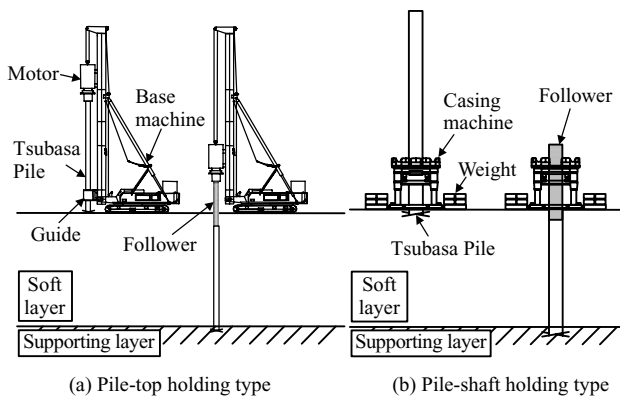 Motor
Base
machine
Tsubasa
Pile
Guide
Follower
Soft
layer
Supporting layer
(a) Pile-top holding type
Casing
machine
Follower
Weight
Tsubasa Pile
Soft
layer
Supporting layer
(b) Pile-shaft holding type